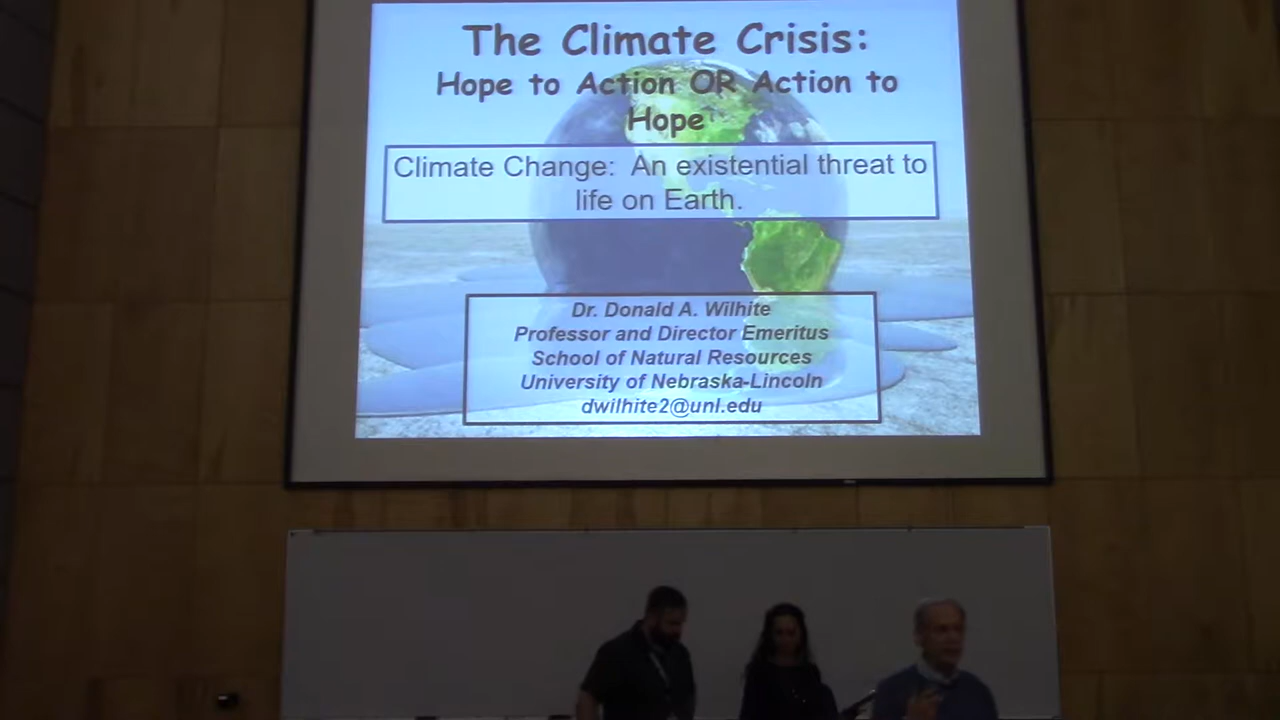 The Climate Crisis:
Hope to Action OR Action to
Hope
Climate Change: An existential threat to
life on Earth.
Dr. Donald A. Wilhite
Professor and Director Emeritus
School of Natural Resources
University of Nebraska-Lincoln
dwilhite2@unl.edu